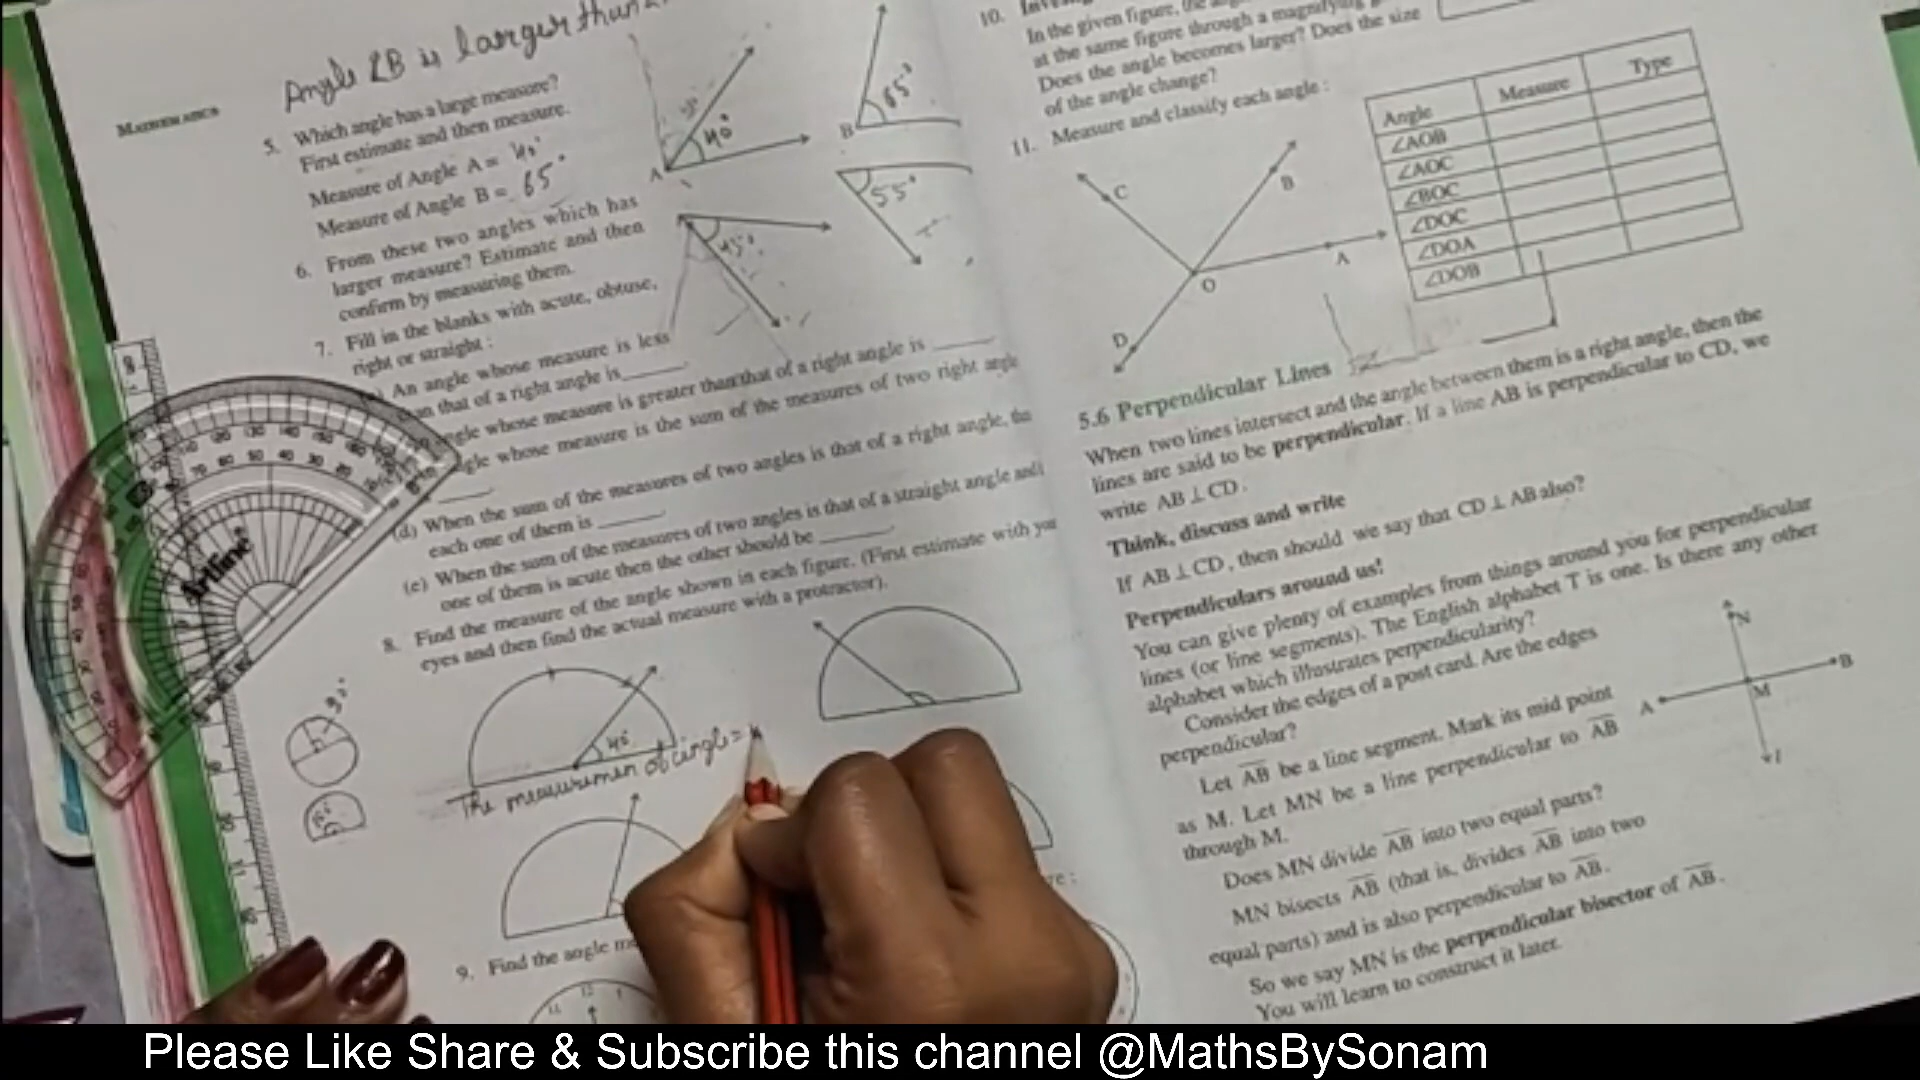 MATHEMATICS
Angle ∠B is larger than
5. Which angle has a large measure?
First estimate and then measure.
Measure of Angle A = 40°
Measure of Angle B = 65°
6. From these two angles which has
larger measure? Estimate and then
confirm by measuring them.
7. Fill in the blanks with acute, obtuse,
right or straight :
An angle whose measure is less
than that of a right angle is
angle whose measure is greater than that of a right angle is
angle whose measure is the sum of the measures of two right angle
(d) When the sum of the measures of two angles is that of a right angle, the
each one of them is
(e) When the sum of the measures of two angles is that of a straight angle and
one of them is acute then the other should be
8. Find the measure of the angle shown in each figure. (First estimate with your
eyes and then find the actual measure with a protractor).
40°
The measuremen of angle =
9. Find the angle
12
11
A
40°
B
65°
45°
55°
90°
Artline
10.
In the given figure, the
at the same figure through a magnifying
Does the angle becomes larger? Does the size
of the angle change?
11. Measure and classify each angle :
C
B
O
A
D
Angle Measure Type
∠AOB
∠AOC
∠BOC
∠DOC
∠DOA
∠DOB
5.6 Perpendicular Lines
When two lines intersect and the angle between them is a right angle, then the
lines are said to be perpendicular. If a line AB is perpendicular to CD, we
write AB ⊥ CD.
Think, discuss and write
If AB ⊥ CD, then should we say that CD ⊥ AB also?
Perpendiculars around us!
You can give plenty of examples from things around you for perpendicular
lines (or line segments). The English alphabet T is one. Is there any other
alphabet which illustrates perpendicularity?
Consider the edges of a post card. Are the edges
perpendicular?
Let AB be a line segment. Mark its mid point
as M. Let MN be a line perpendicular to AB
through M.
Does MN divide AB into two equal parts?
MN bisects AB (that is, divides AB into two
equal parts) and is also perpendicular to AB.
So we say MN is the perpendicular bisector of AB.
You will learn to construct it later.
N
A
M
B
Please Like Share & Subscribe this channel @MathsBySonam